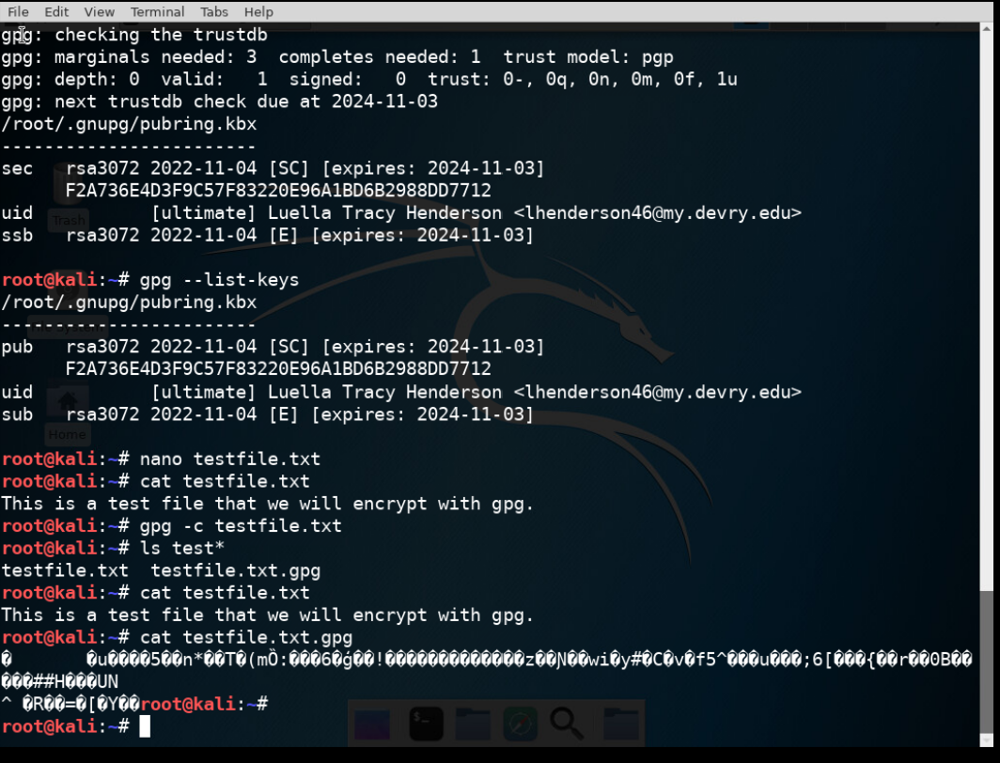 File Edit View Terminal Tabs Help
gpg: checking the trustdb
gpg: marginals needed: 3  completes needed: 1  trust model: pgp
gpg: depth: 0  valid:   1  signed:   0  trust: 0-, 0q, 0n, 0m, 0f, 1u
gpg: next trustdb check due at 2024-11-03
/root/.gnupg/pubring.kbx
------------------------
sec   rsa3072 2022-11-04 [SC] [expires: 2024-11-03]
      F2A736E4D3F9C57F83220E96A1BD6B2988DD7712
uid           [ultimate] Luella Tracy Henderson <lhenderson46@my.devry.edu>
Trash
ssb   rsa3072 2022-11-04 [E] [expires: 2024-11-03]
root@kali:~# gpg --list-keys
/root/.gnupg/pubring.kbx
------------------------
File System
pub   rsa3072 2022-11-04 [SC] [expires: 2024-11-03]
      F2A736E4D3F9C57F83220E96A1BD6B2988DD7712
uid           [ultimate] Luella Tracy Henderson <lhenderson46@my.devry.edu>
sub   rsa3072 2022-11-04 [E] [expires: 2024-11-03]
Home
root@kali:~# nano testfile.txt
root@kali:~# cat testfile.txt
This is a test file that we will encrypt with gpg.
root@kali:~# gpg -c testfile.txt
root@kali:~# ls test*
testfile.txt  testfile.txt.gpg
root@kali:~# cat testfile.txt
This is a test file that we will encrypt with gpg.
root@kali:~# cat testfile.txt.gpg
�       �u����5��n*��T�(mÒ:���6�ģ��!�������������z��Ɲ��wi�y#�C�v�f5^���u���;6[���{��r��0B��
���##H���UN
^ �R��=�[�Y��root@kali:~#
root@kali:~#